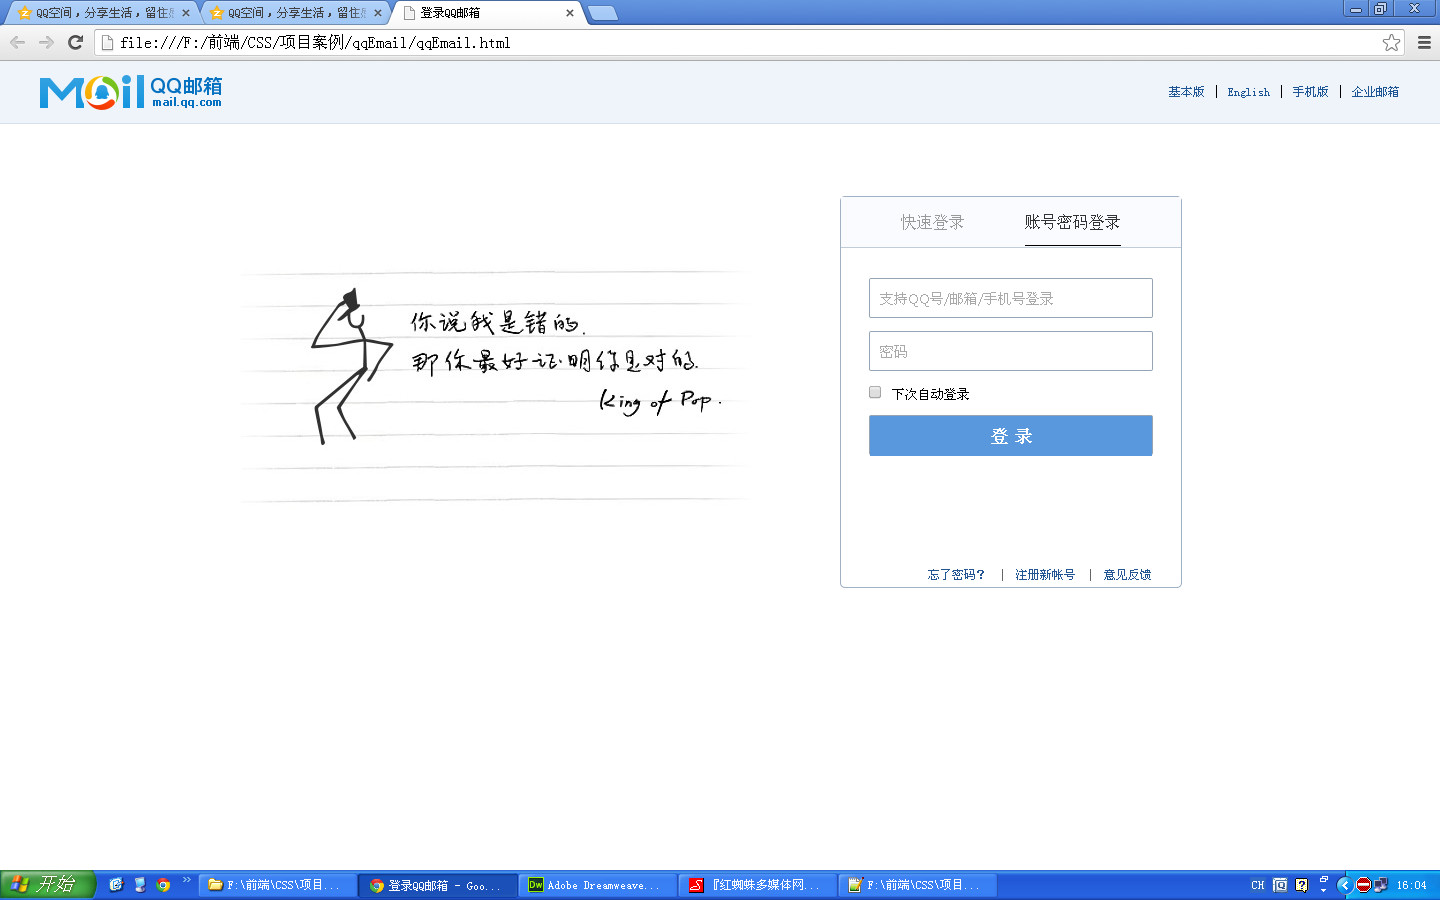 QQ空间，分享生活，留住感
QQ空间，分享生活，留住感
登录QQ邮箱
file:///F:/前端/CSS/项目案例/qqEmail/qqEmail.html
Mail QQ邮箱
mail.qq.com
基本版 | English | 手机版 | 企业邮箱
快速登录 账号密码登录
支持QQ号/邮箱/手机号登录
密码
下次自动登录
登 录
你说我是错的.
那你最好证明你是对的.
King of Pop.
忘了密码？ | 注册新帐号 | 意见反馈
开始
F:\前端\CSS\项目...
登录QQ邮箱 - Goo...
Adobe Dreamweave...
『红蜘蛛多媒体网...
F:\前端\CSS\项目...
CH
16:04